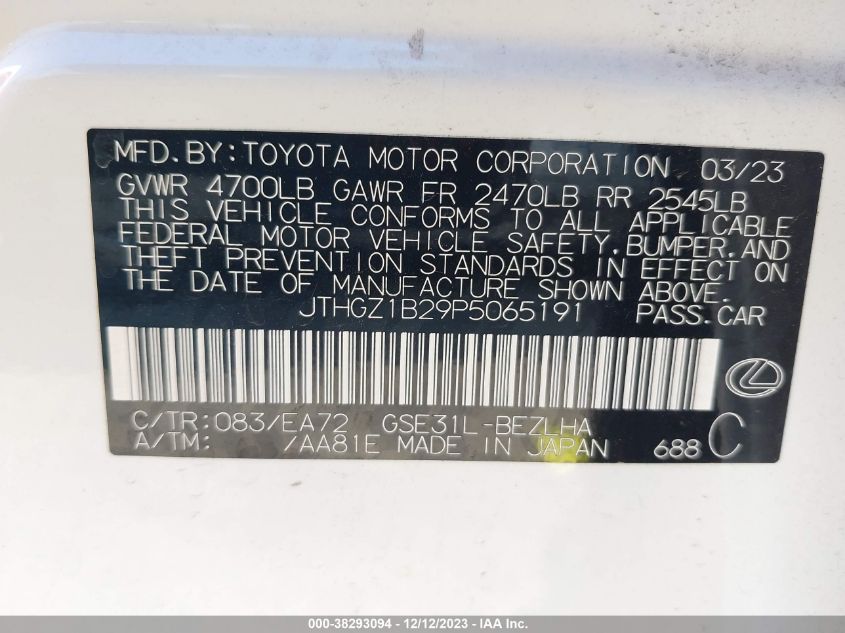 MFD.BY:TOYOTA MOTOR CORPORATION 03/23
GVWR 4700LB GAWR FR 2470LB RR 2545LB
THIS VEHICLE CONFORMS TO ALL APPLICABLE
FEDERAL MOTOR VEHICLE SAFETY,BUMPER,AND
THEFT PREVENTION STANDARDS IN EFFECT ON
THE DATE OF MANUFACTURE SHOWN ABOVE.
JTHGZ1B29P5065191 PASS.CAR
C/TR:083/EA72 GSE31L-BEZLHA
A/TM: /AA81E MADE IN JAPAN 688 C
000-38293094 - 12/12/2023 - IAA Inc.